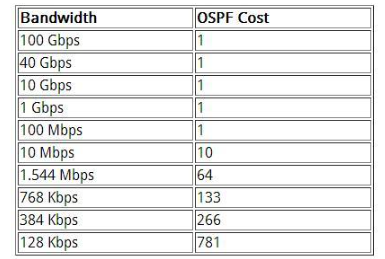 Bandwidth OSPF Cost
100 Gbps 1
40 Gbps 1
10 Gbps 1
1 Gbps 1
100 Mbps 1
10 Mbps 10
1.544 Mbps 64
768 Kbps 133
384 Kbps 266
128 Kbps 781